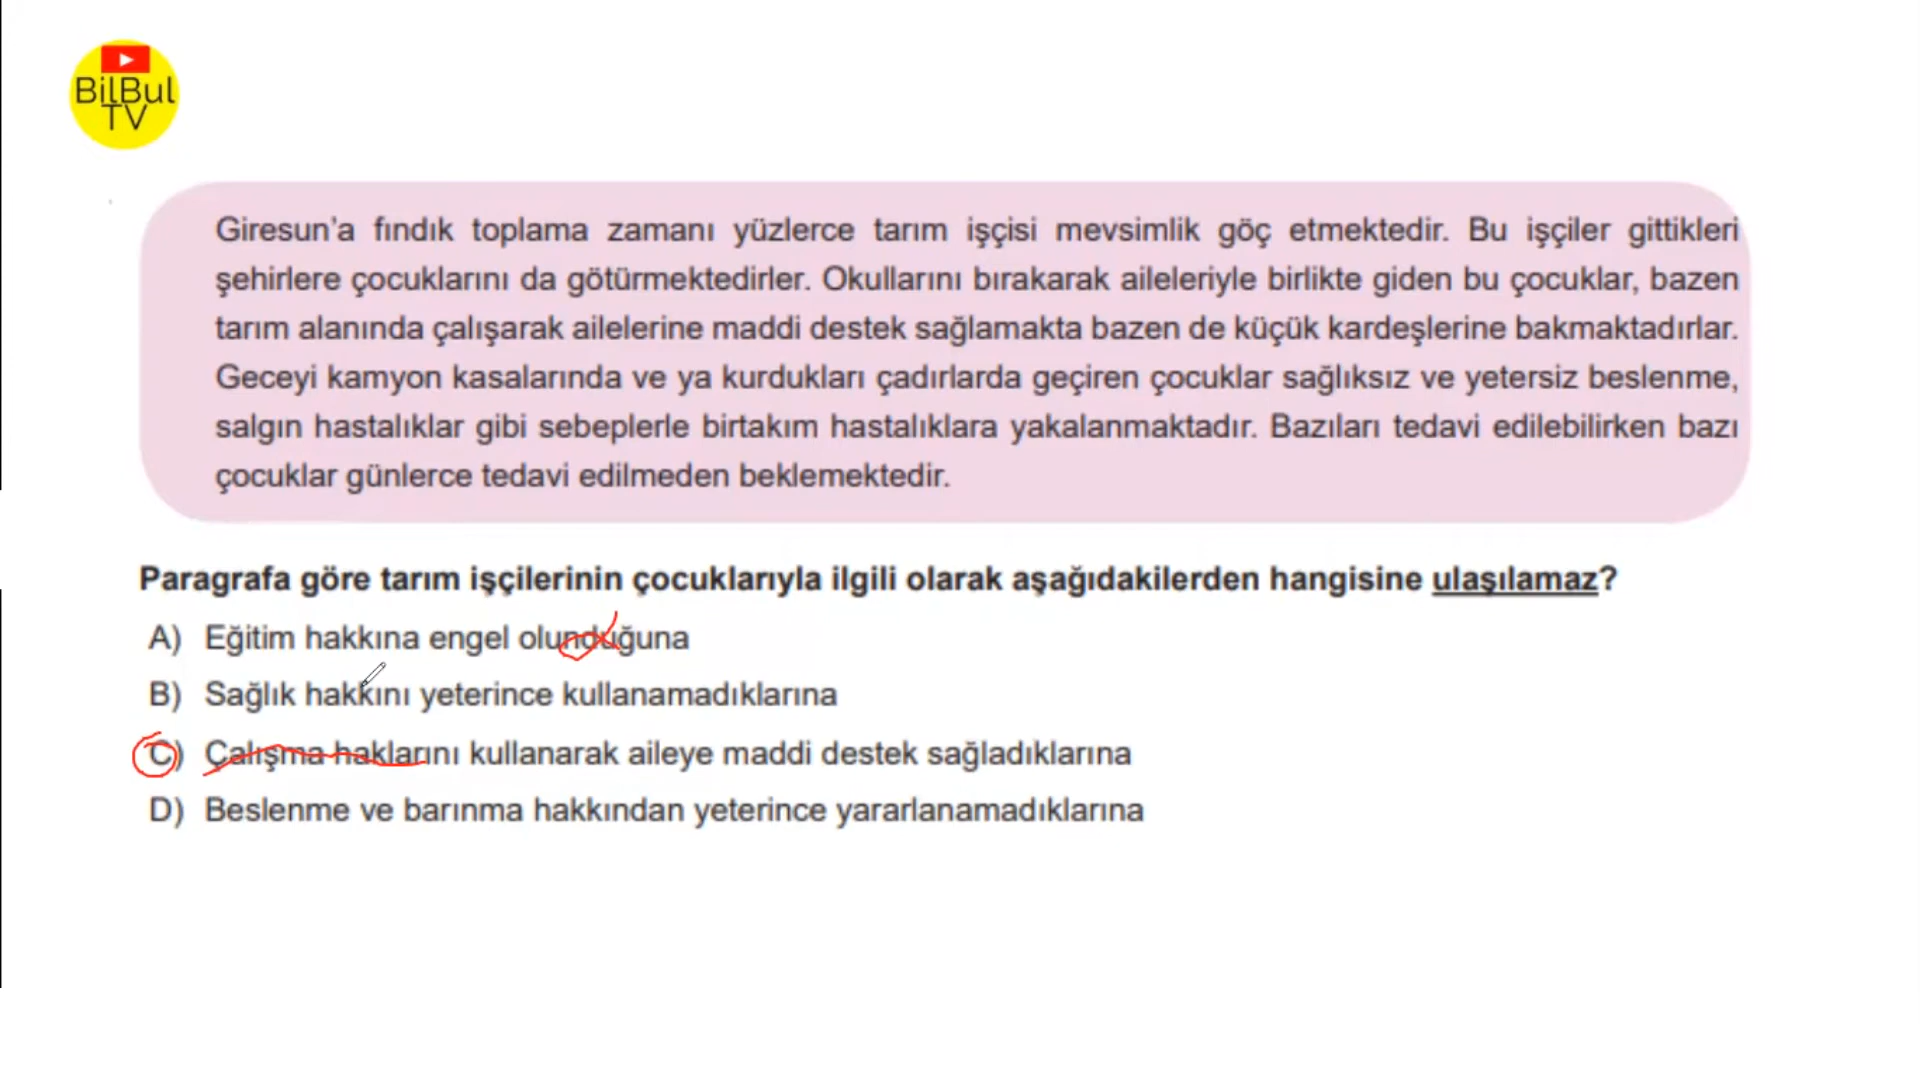 BilBul
TV
Giresun'a fındık toplama zamanı yüzlerce tarım işçisi mevsimlik göç etmektedir. Bu işçiler gittikleri
şehirlere çocuklarını da götürmektedirler. Okullarını bırakarak aileleriyle birlikte giden bu çocuklar, bazen
tarım alanında çalışarak ailelerine maddi destek sağlamakta bazen de küçük kardeşlerine bakmaktadırlar.
Geceyi kamyon kasalarında ve ya kurdukları çadırlarda geçiren çocuklar sağlıksız ve yetersiz beslenme,
salgın hastalıklar gibi sebeplerle birtakım hastalıklara yakalanmaktadır. Bazıları tedavi edilebilirken bazı
çocuklar günlerce tedavi edilmeden beklemektedir.
Paragrafa göre tarım işçilerinin çocuklarıyla ilgili olarak aşağıdakilerden hangisine ulaşılamaz?
A) Eğitim hakkına engel olunduğuna
B) Sağlık hakkını yeterince kullanamadıklarına
C) Çalışma haklarını kullanarak aileye maddi destek sağladıklarına
D) Beslenme ve barınma hakkından yeterince yararlanamadıklarına